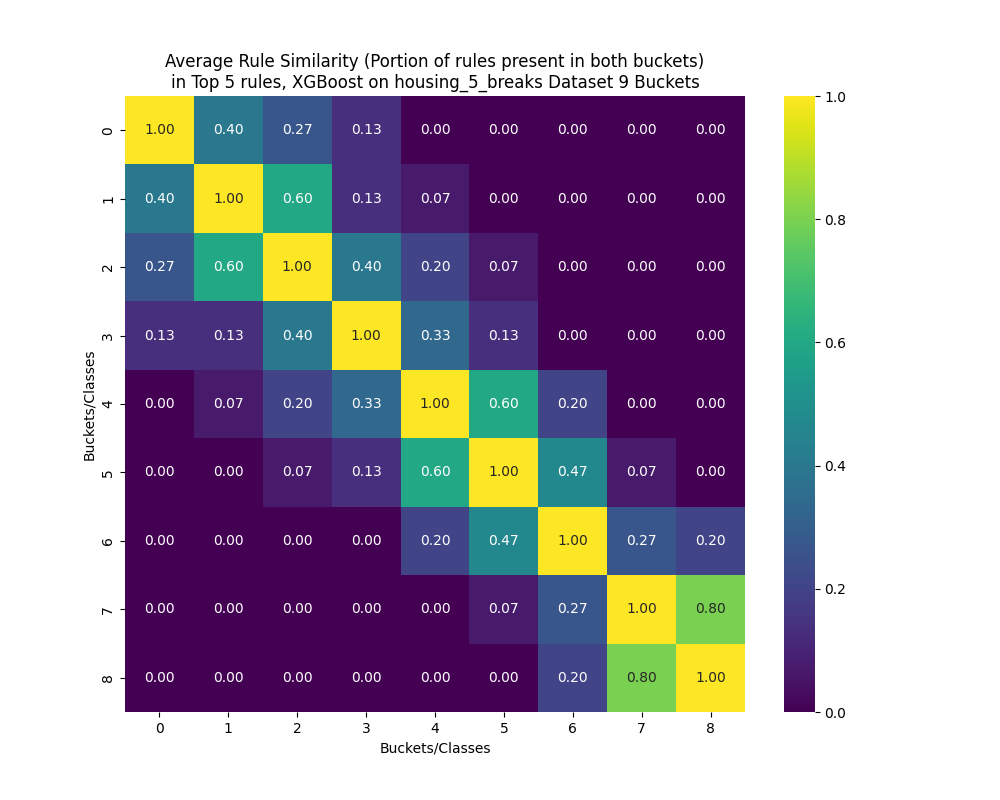 Average Rule Similarity (Portion of rules present in both buckets)
in Top 5 rules, XGBoost on housing_5_breaks Dataset 9 Buckets
Buckets/Classes
0 1.00 0.40 0.27 0.13 0.00 0.00 0.00 0.00 0.00
1 0.40 1.00 0.60 0.13 0.07 0.00 0.00 0.00 0.00
2 0.27 0.60 1.00 0.40 0.20 0.07 0.00 0.00 0.00
3 0.13 0.13 0.40 1.00 0.33 0.13 0.00 0.00 0.00
4 0.00 0.07 0.20 0.33 1.00 0.60 0.20 0.00 0.00
5 0.00 0.00 0.07 0.13 0.60 1.00 0.47 0.07 0.00
6 0.00 0.00 0.00 0.00 0.20 0.47 1.00 0.27 0.20
7 0.00 0.00 0.00 0.00 0.00 0.07 0.27 1.00 0.80
8 0.00 0.00 0.00 0.00 0.00 0.00 0.20 0.80 1.00
0 1 2 3 4 5 6 7 8
Buckets/Classes
1.0
0.8
0.6
0.4
0.2
0.0